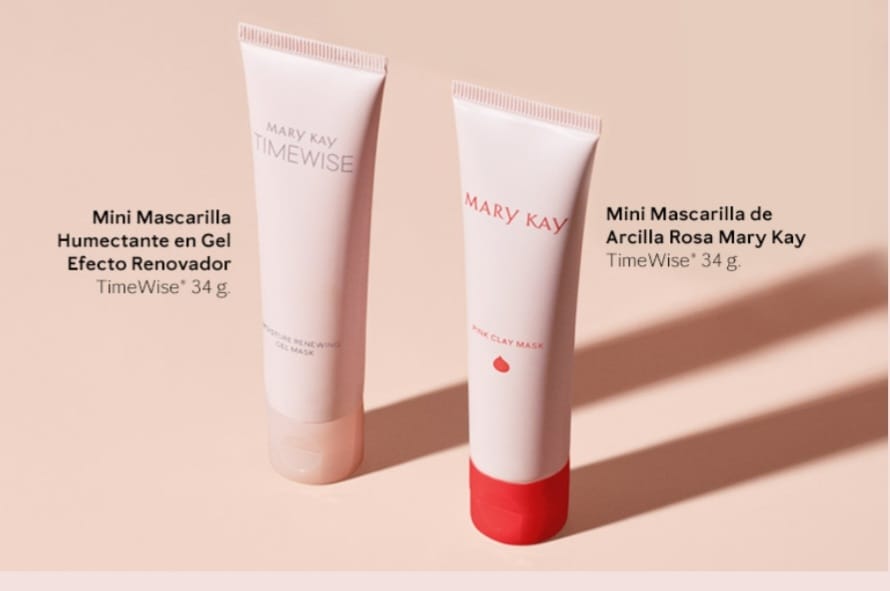 MARY KAY
TIMEWISE
MOISTURE RENEWING
GEL MASK
Mini Mascarilla
Humectante en Gel
Efecto Renovador
TimeWise® 34 g.
MARY KAY
PINK CLAY MASK
Mini Mascarilla de
Arcilla Rosa Mary Kay
TimeWise® 34 g.